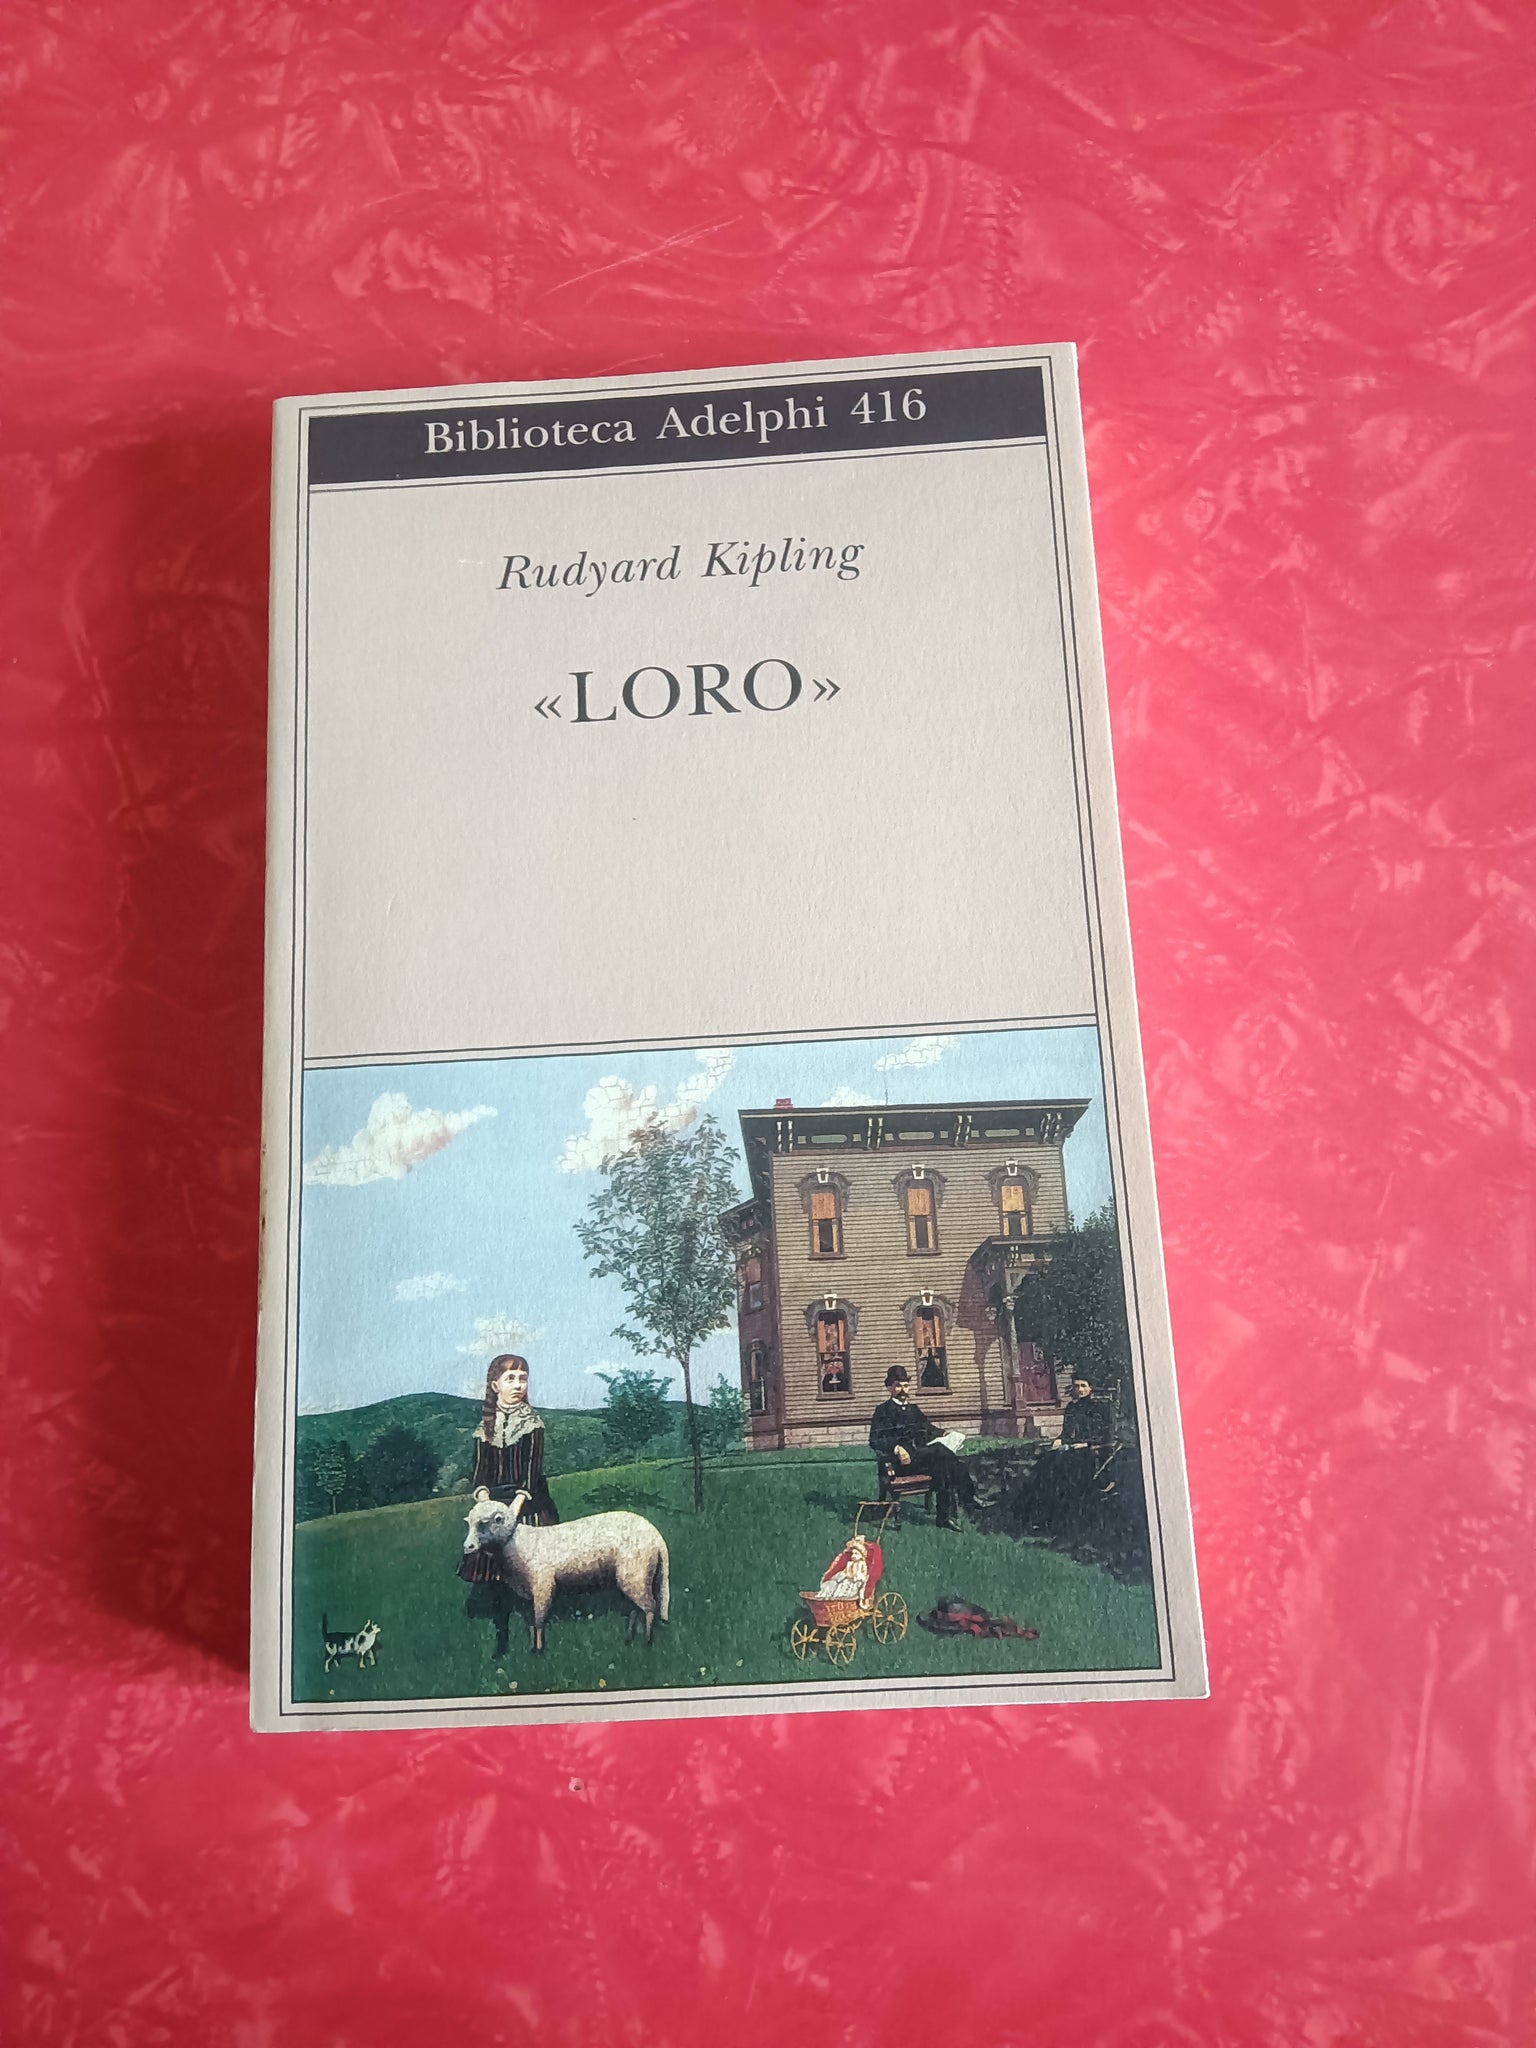 Biblioteca Adelphi 416
Rudyard Kipling
«LORO»